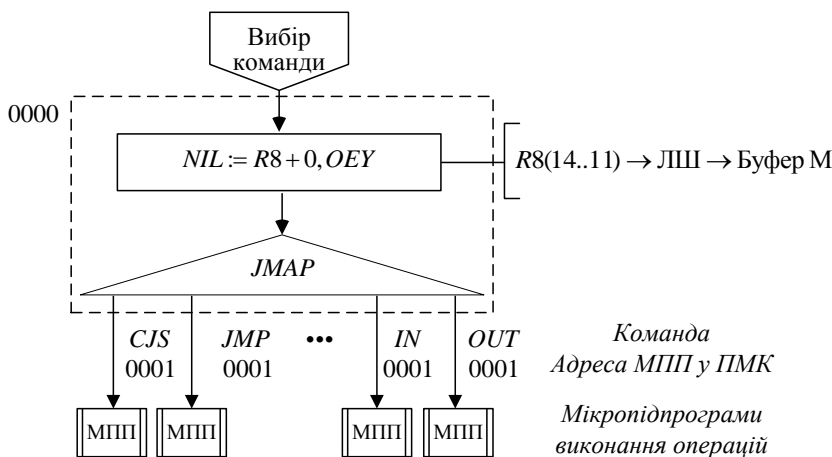 Вибір
команди
0000
NIL := R8 + 0, OEY
R8(14..11) → ЛШ → Буфер М
JMAP
CJS JMP ••• IN OUT Команда
0001 0001 0001 0001 Адреса МПП у ПМК
МПП МПП МПП МПП Мікропідпрограми
виконання операцій